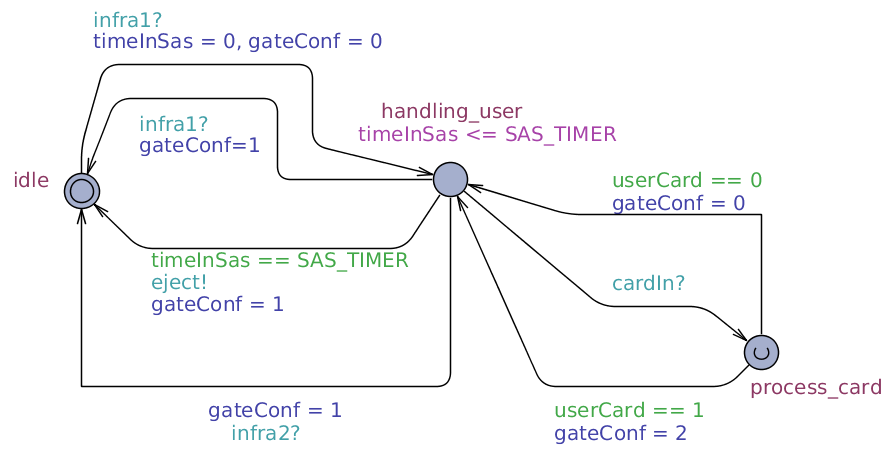 infra1?
timeInSas = 0, gateConf = 0
handling_user
timeInSas <= SAS_TIMER
infra1?
gateConf=1
idle
userCard == 0
gateConf = 0
timeInSas == SAS_TIMER
eject!
gateConf = 1
cardIn?
process_card
gateConf = 1
infra2?
userCard == 1
gateConf = 2